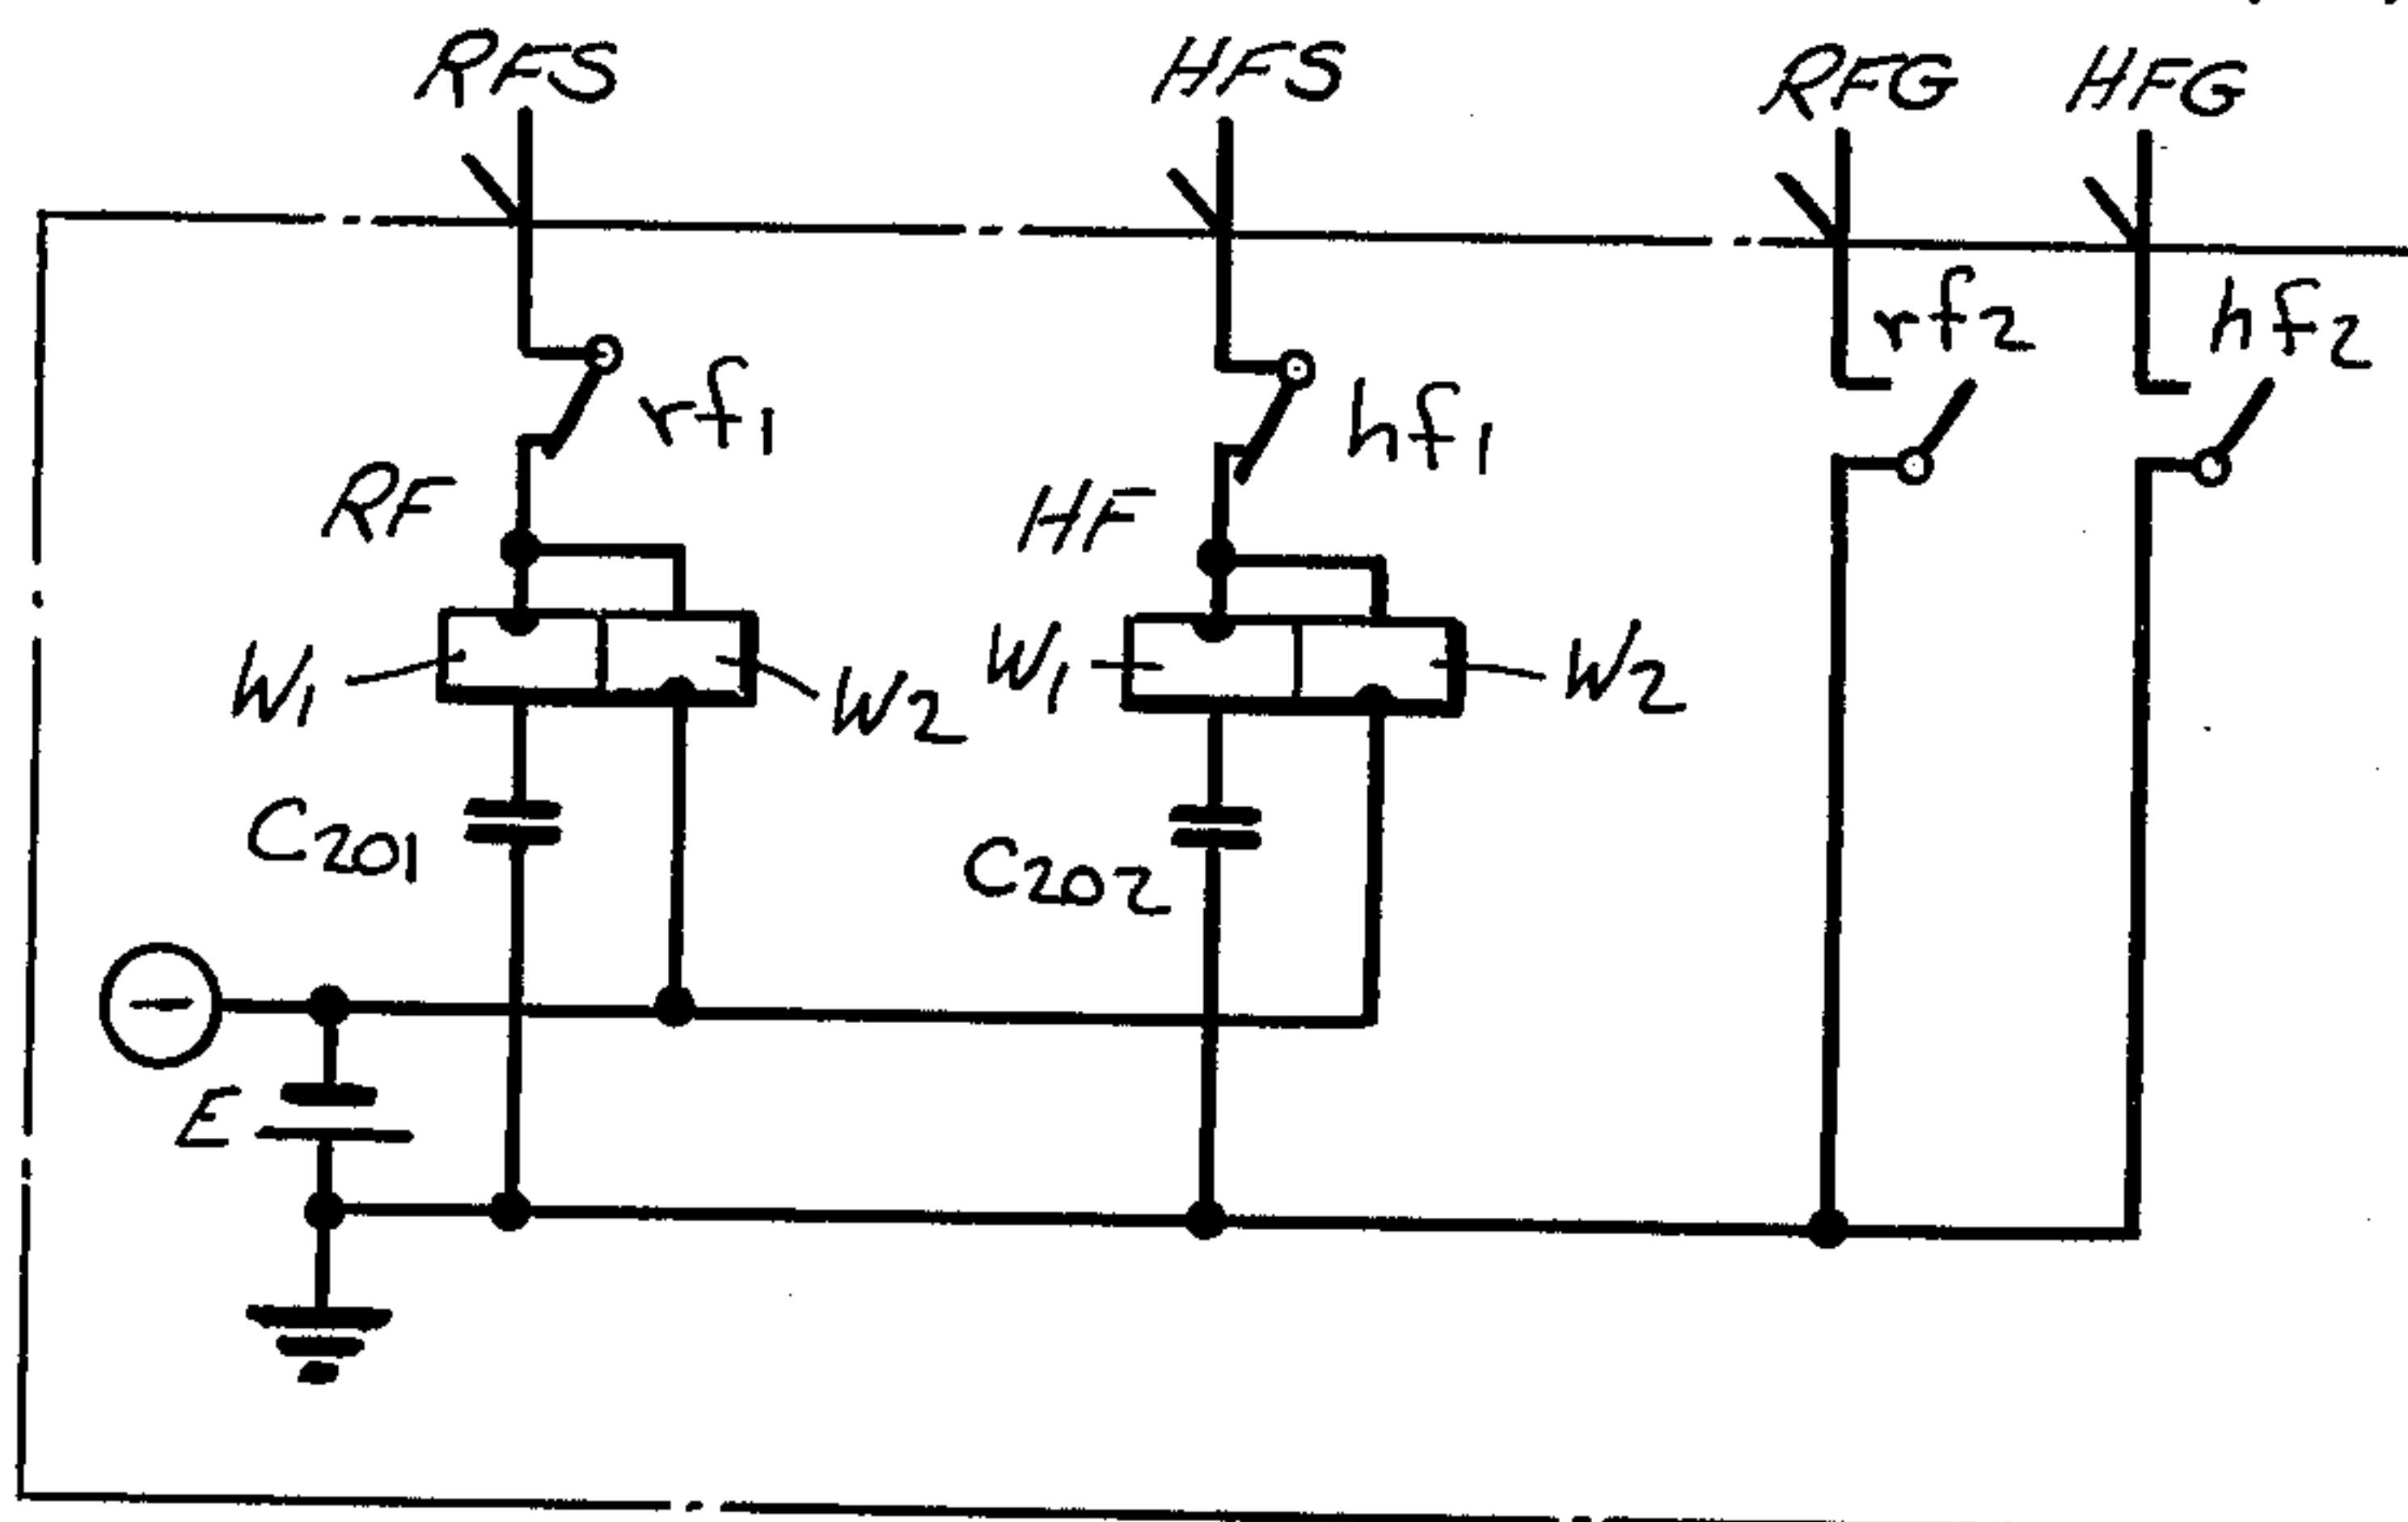 RFS HFS RFG HFG
rf2 hf2
rf1 hf1
RF HF
W1 W2 W1 W2
C201 C202
−
E